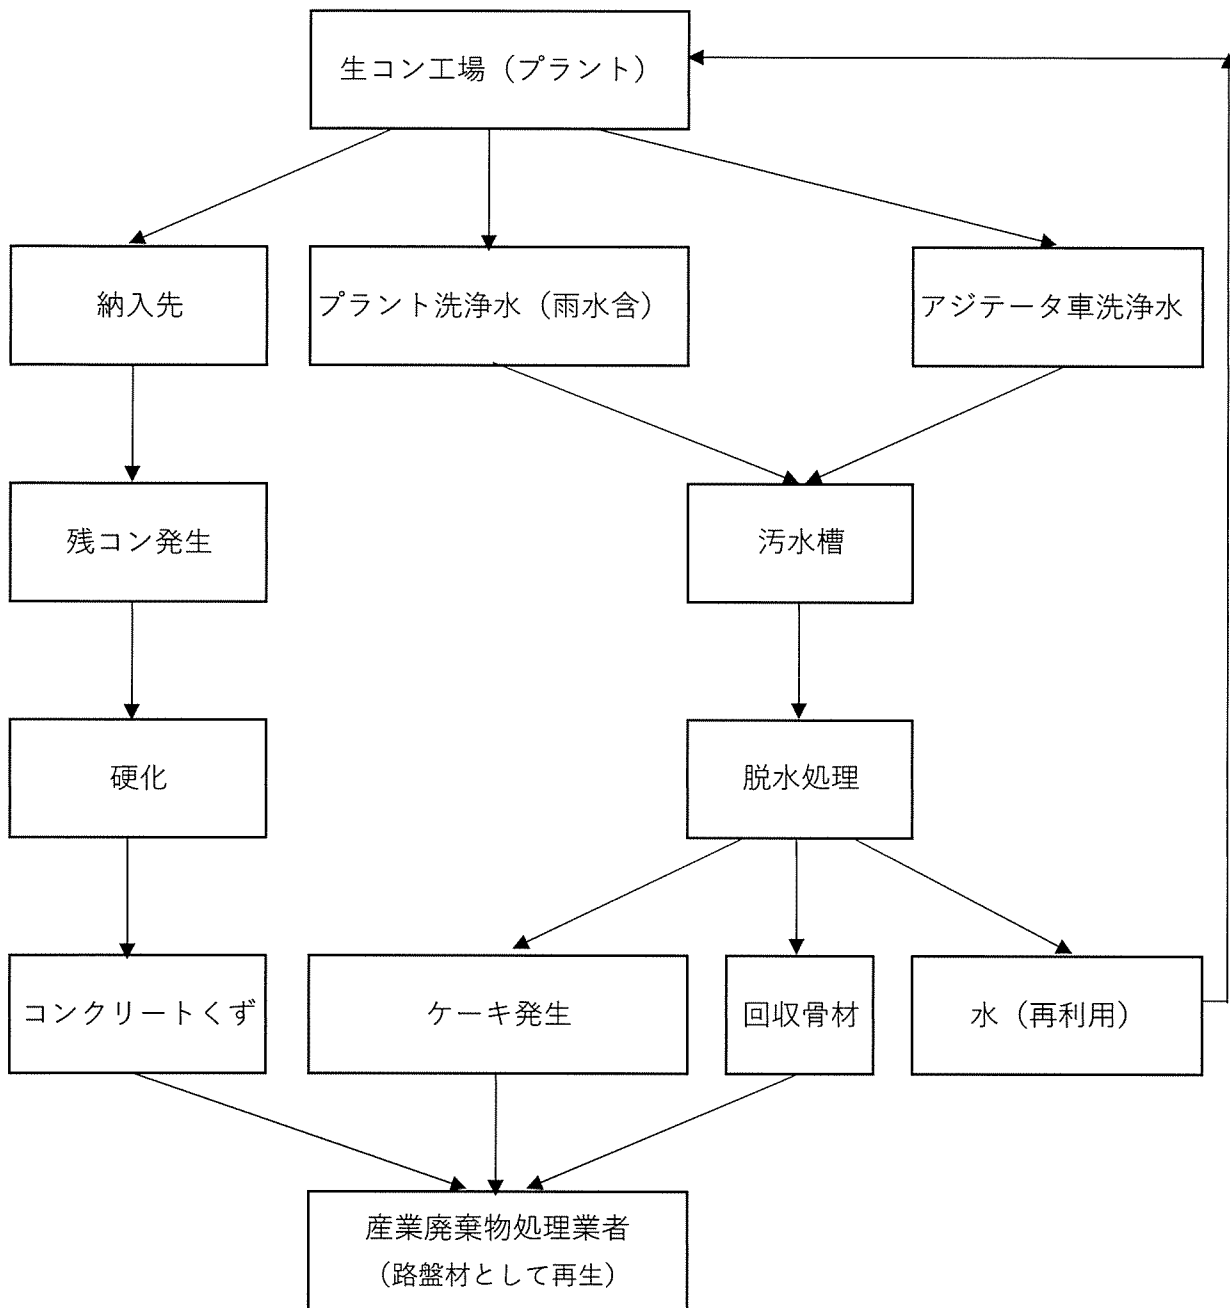 生コン工場（プラント）
納入先
プラント洗浄水（雨水含）
アジテータ車洗浄水
残コン発生
汚水槽
硬化
脱水処理
コンクリートくず
ケーキ発生
回収骨材
水（再利用）
産業廃棄物処理業者
（路盤材として再生）